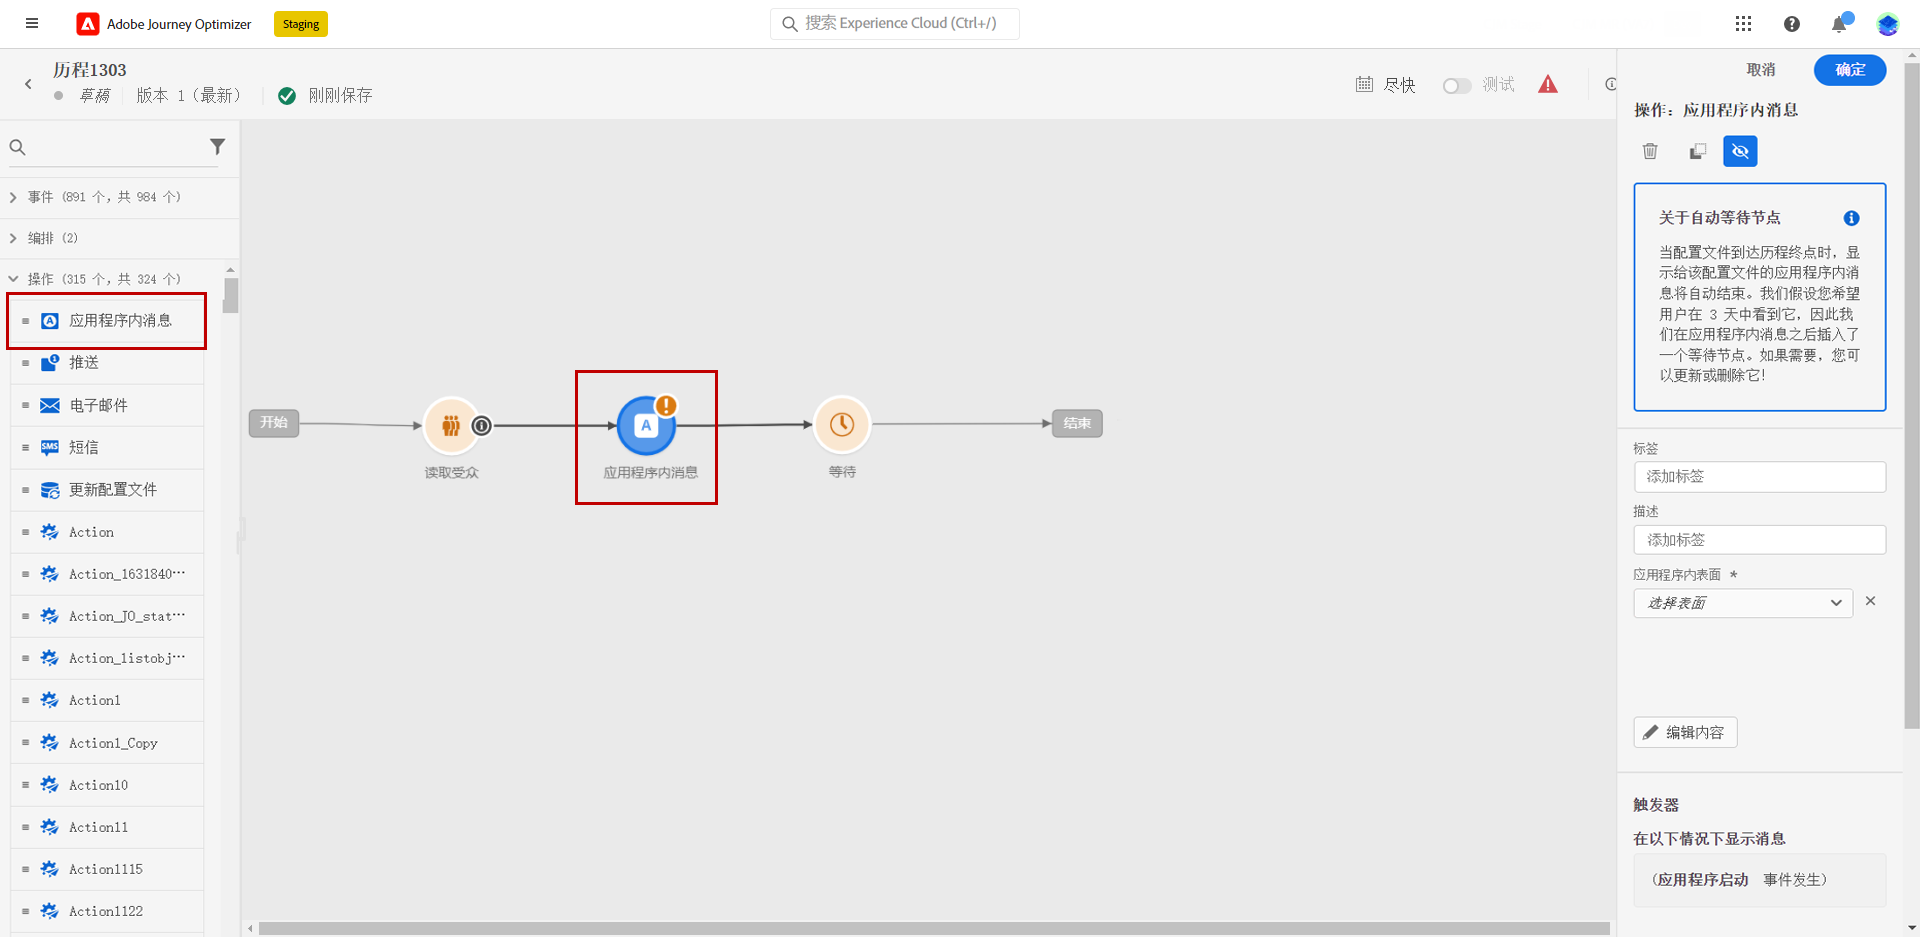 Adobe Journey Optimizer
Staging
搜索 Experience Cloud (Ctrl+/)
历程1303
草稿
版本 1（最新）
刚刚保存
尽快
测试
事件 (891 个，共 984 个)
编排 (2)
操作 (315 个，共 324 个)
应用程序内消息
推送
电子邮件
SMS
短信
更新配置文件
Action
Action_1631840···
Action_JO_stat···
Action_listobj···
Action1
Action1_Copy
Action10
Action11
Action1115
Action1122
开始
读取受众
应用程序内消息
等待
结束
取消
确定
操作：应用程序内消息
关于自动等待节点
当配置文件到达历程终点时，显
示给该配置文件的应用程序内消
息将自动结束。我们假设您希望
用户在 3 天中看到它，因此我
们在应用程序内消息之后插入了
一个等待节点。如果需要，您可
以更新或删除它！
标签
添加标签
描述
添加标签
应用程序内表面 *
选择表面
编辑内容
触发器
在以下情况下显示消息
（应用程序启动 事件发生）